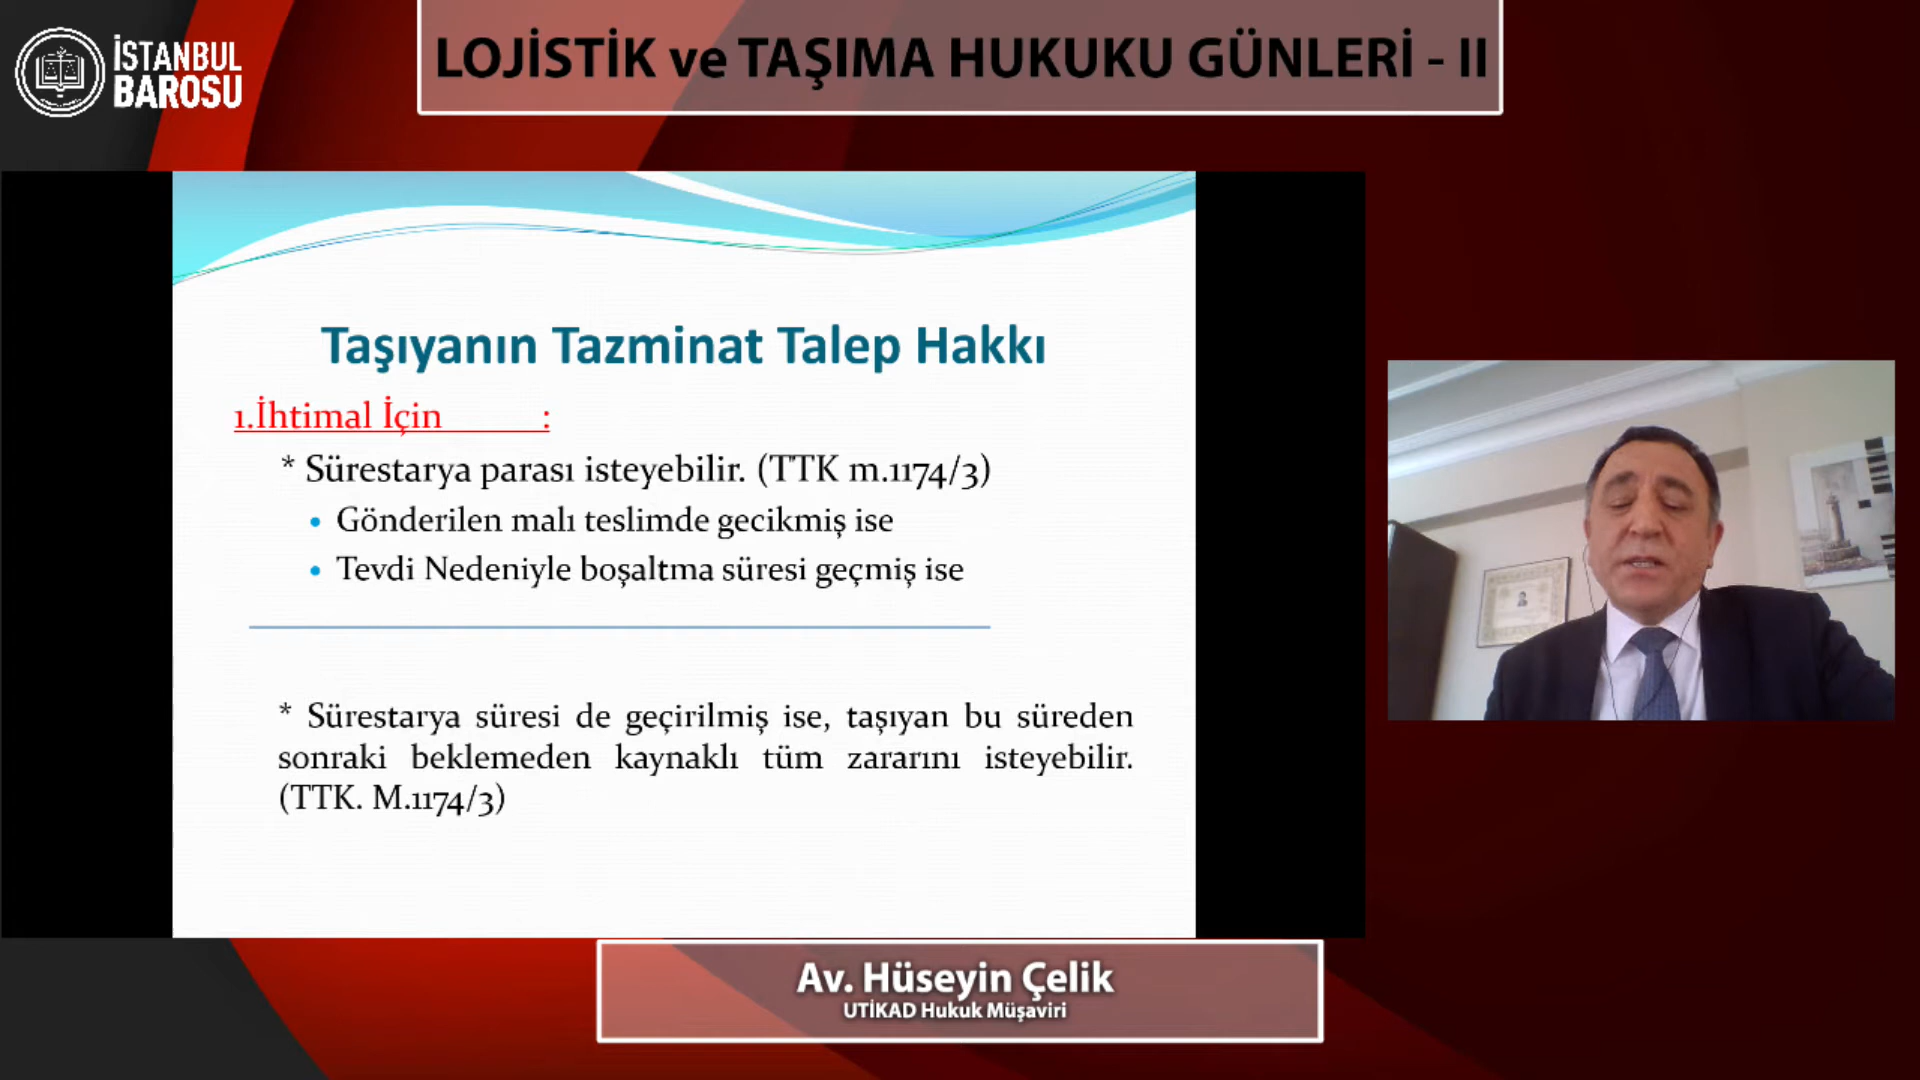 İSTANBUL
BAROSU
LOJİSTİK ve TAŞIMA HUKUKU GÜNLERİ - II
Taşıyanın Tazminat Talep Hakkı
1.İhtimal İçin :
* Sürestarya parası isteyebilir. (TTK m.1174/3)
• Gönderilen malı teslimde gecikmiş ise
• Tevdi Nedeniyle boşaltma süresi geçmiş ise
* Sürestarya süresi de geçirilmiş ise, taşıyan bu süreden
sonraki beklemeden kaynaklı tüm zararını isteyebilir.
(TTK. M.1174/3)
Av. Hüseyin Çelik
UTİKAD Hukuk Müşaviri